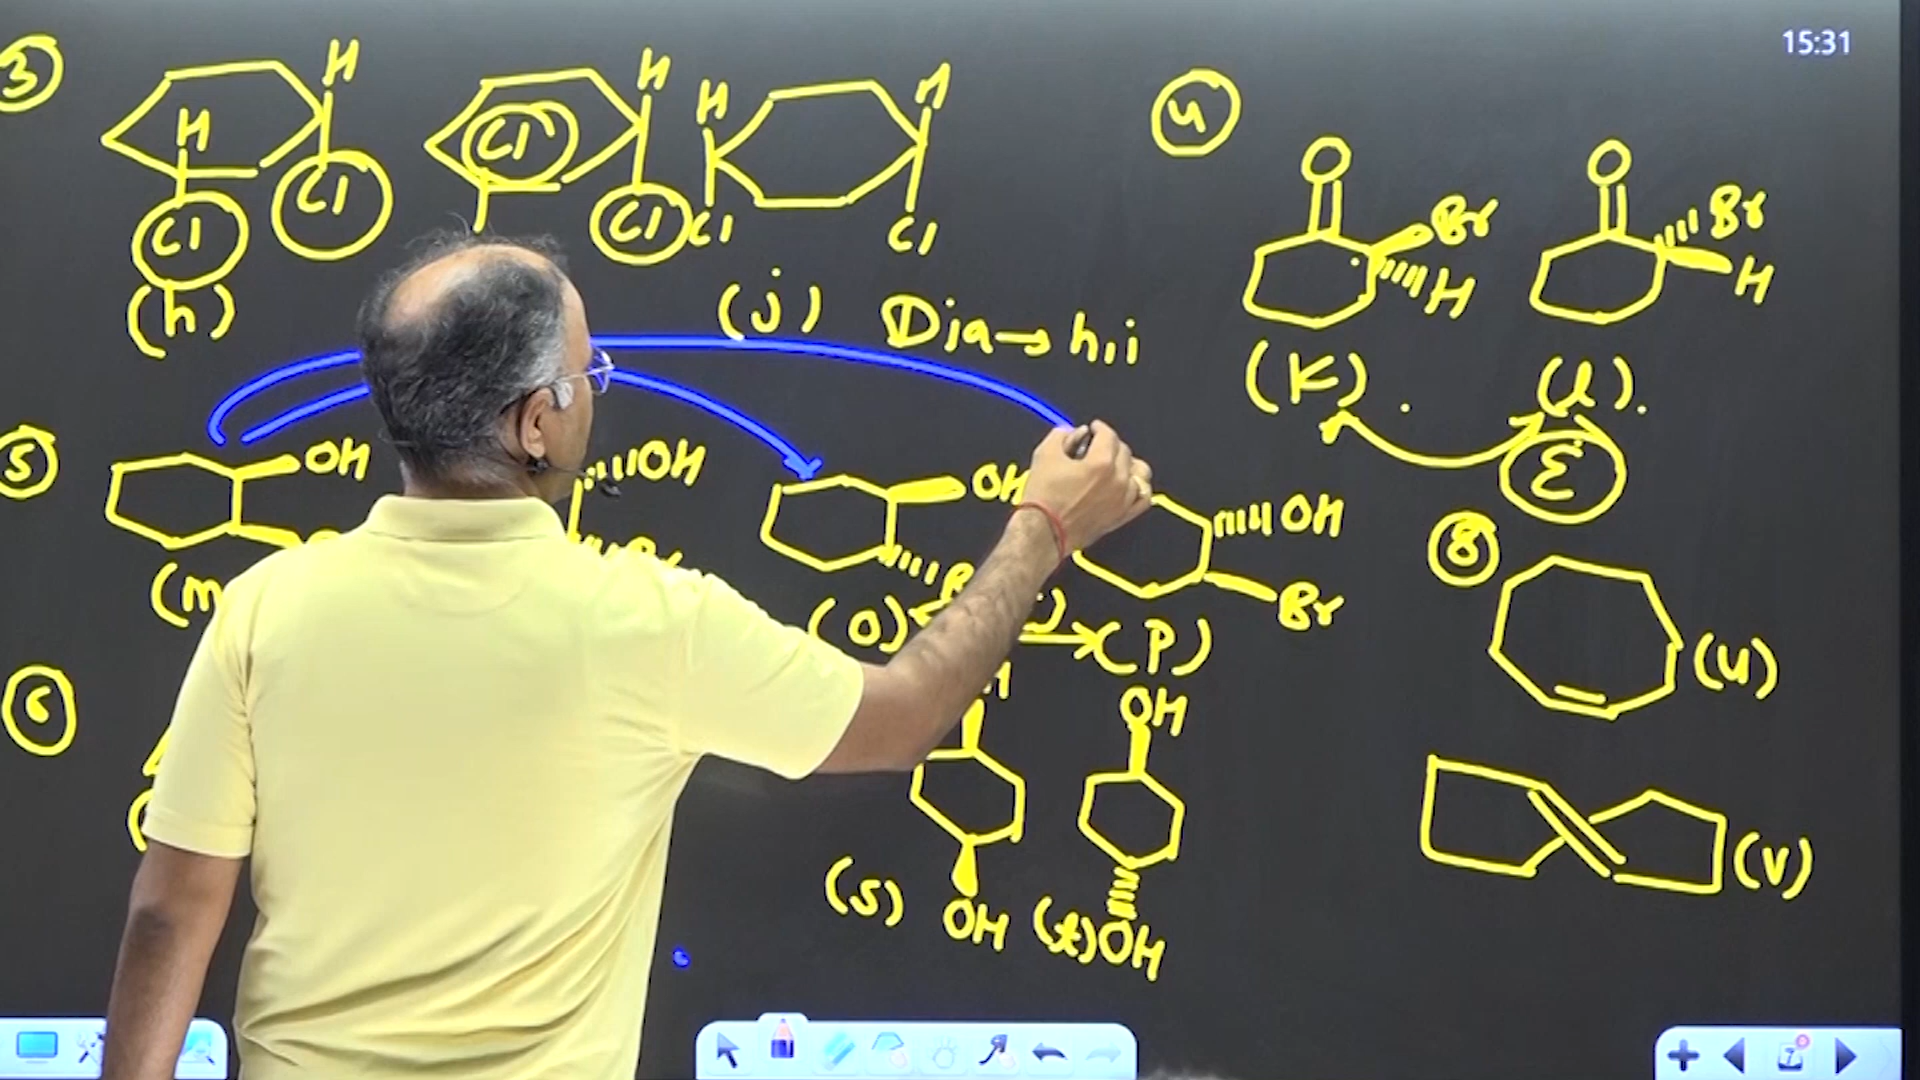 15:31
3
H
H
Cl
Cl
(h)
H
Cl
Cl
H
H
Cl
Cl
(j) Dia→h,i
4
O
Br
H
(K)
O
Br
H
(l)
E
5
OH
(m
OH
Br
OH
(O)
OH
Br
(P)
6
OH
(S)
OH
OH
(t)
8
(U)
(V)